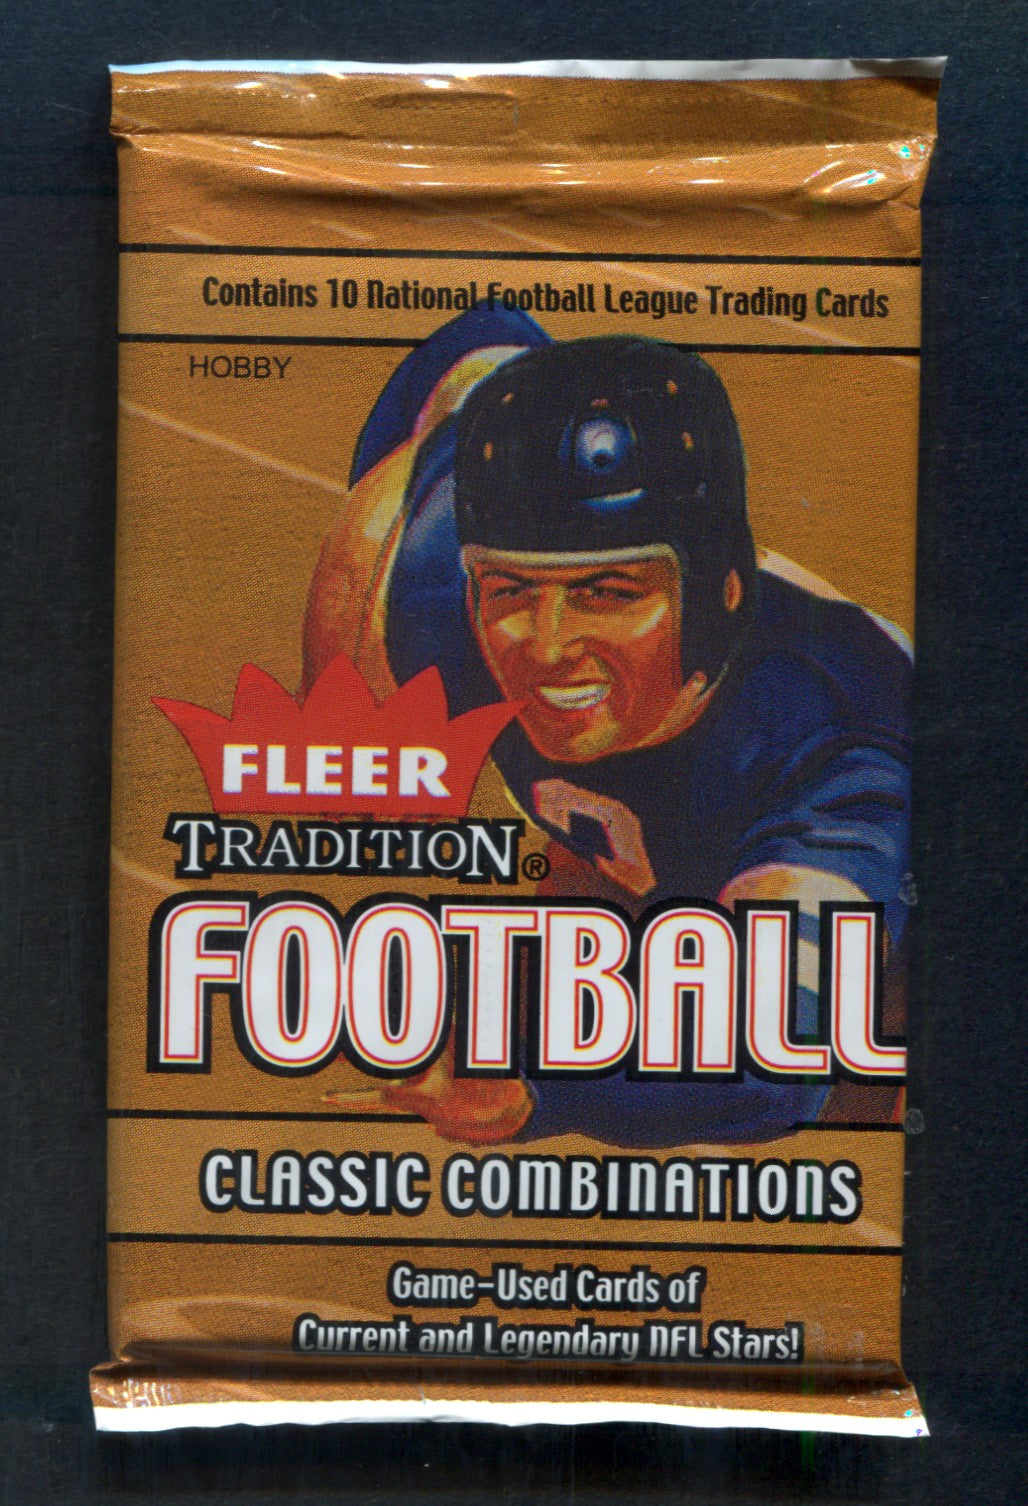 Contains 10 National Football League Trading Cards
HOBBY
FLEER
TRADITION®
FOOTBALL
CLASSIC COMBINATIONS
Game-Used Cards of
Current and Legendary NFL Stars!